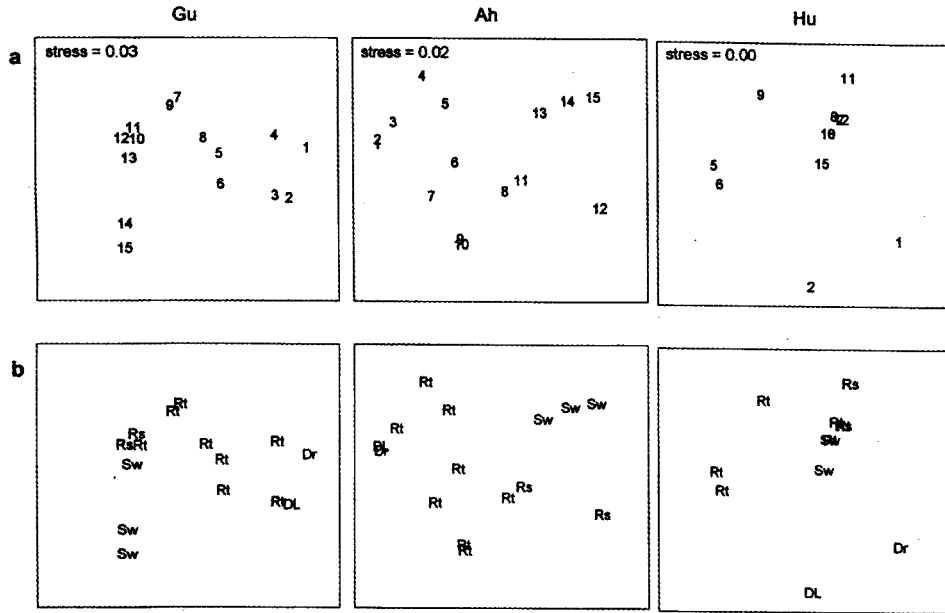 Gu Ah Hu
a
stress = 0.03 stress = 0.02 stress = 0.00
4 11
9 7 5 14 15 9
11 3 13 8 2
12 10 8 4 2 10
13 5 1 1 6 5 15
6 3 2 7 8 11 6
14 12
15 9 1
10 2
b
Rt Rs
Rt Rt Rt Sw Sw Rt
Rs Rt Sw Rt Rs
Rs Rt Rt Rt DL Sw
Sw Rt Dr Dr Rt Rt Sw
Rt Rt DL Rt Rt Rs Rt
Sw Rs
Sw Rt Dr
Rt DL